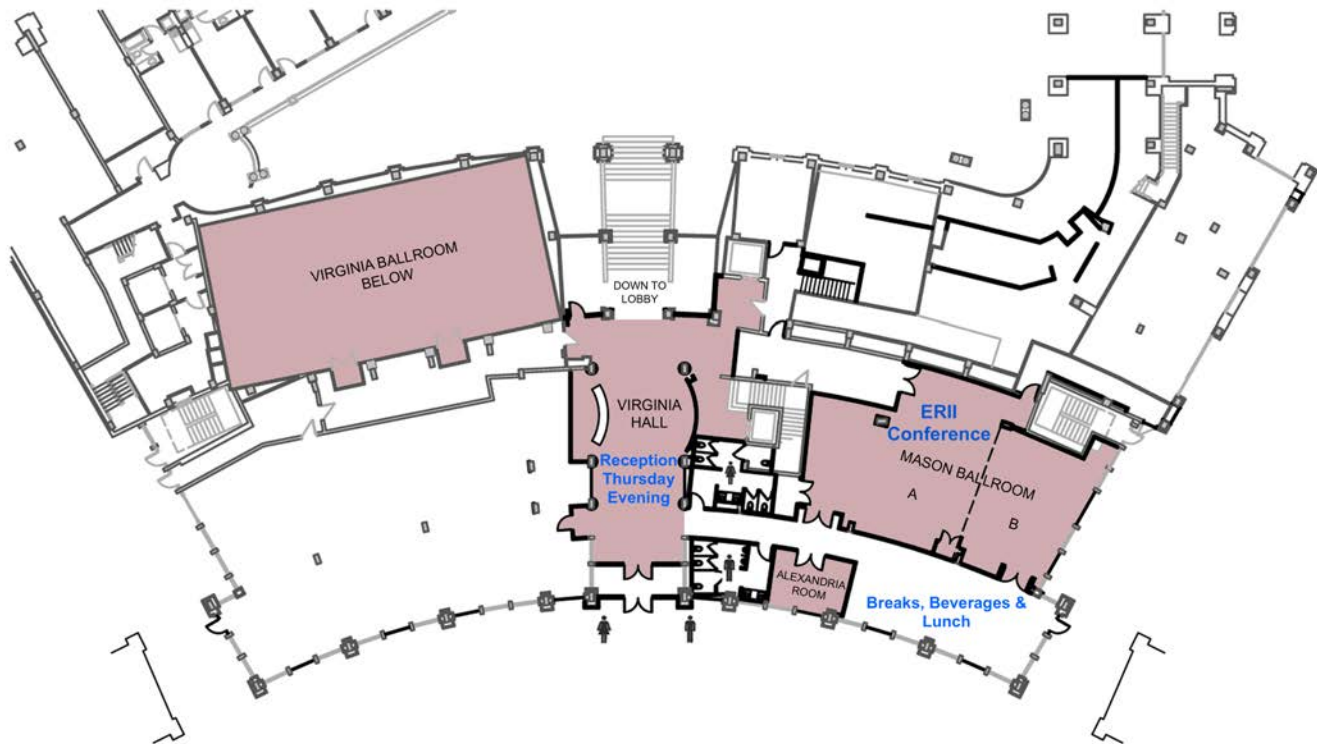 VIRGINIA BALLROOM
BELOW
DOWN TO
LOBBY
VIRGINIA
HALL
Reception
Thursday
Evening
ERII
Conference
MASON BALLROOM
A
B
ALEXANDRIA
ROOM
Breaks, Beverages &
Lunch